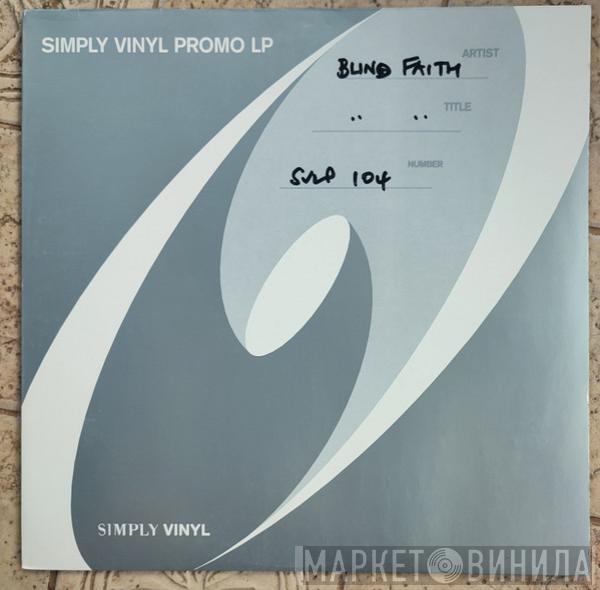 SIMPLY VINYL PROMO LP
ARTIST
BLIND FAITH
TITLE
" "
NUMBER
SVLP 104
SIMPLY VINYL
МАРКЕТ ВИНИЛА